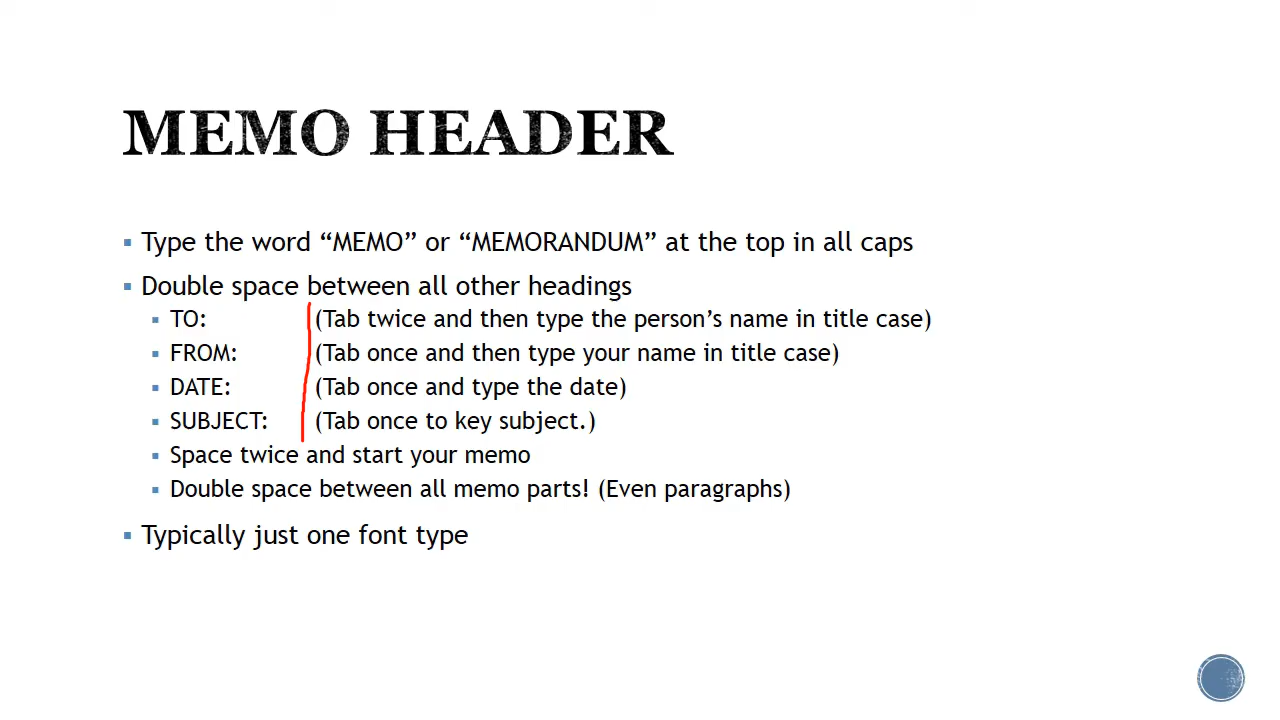 MEMO HEADER
Type the word “MEMO” or “MEMORANDUM” at the top in all caps
Double space between all other headings
TO: (Tab twice and then type the person’s name in title case)
FROM: (Tab once and then type your name in title case)
DATE: (Tab once and type the date)
SUBJECT: (Tab once to key subject.)
Space twice and start your memo
Double space between all memo parts! (Even paragraphs)
Typically just one font type